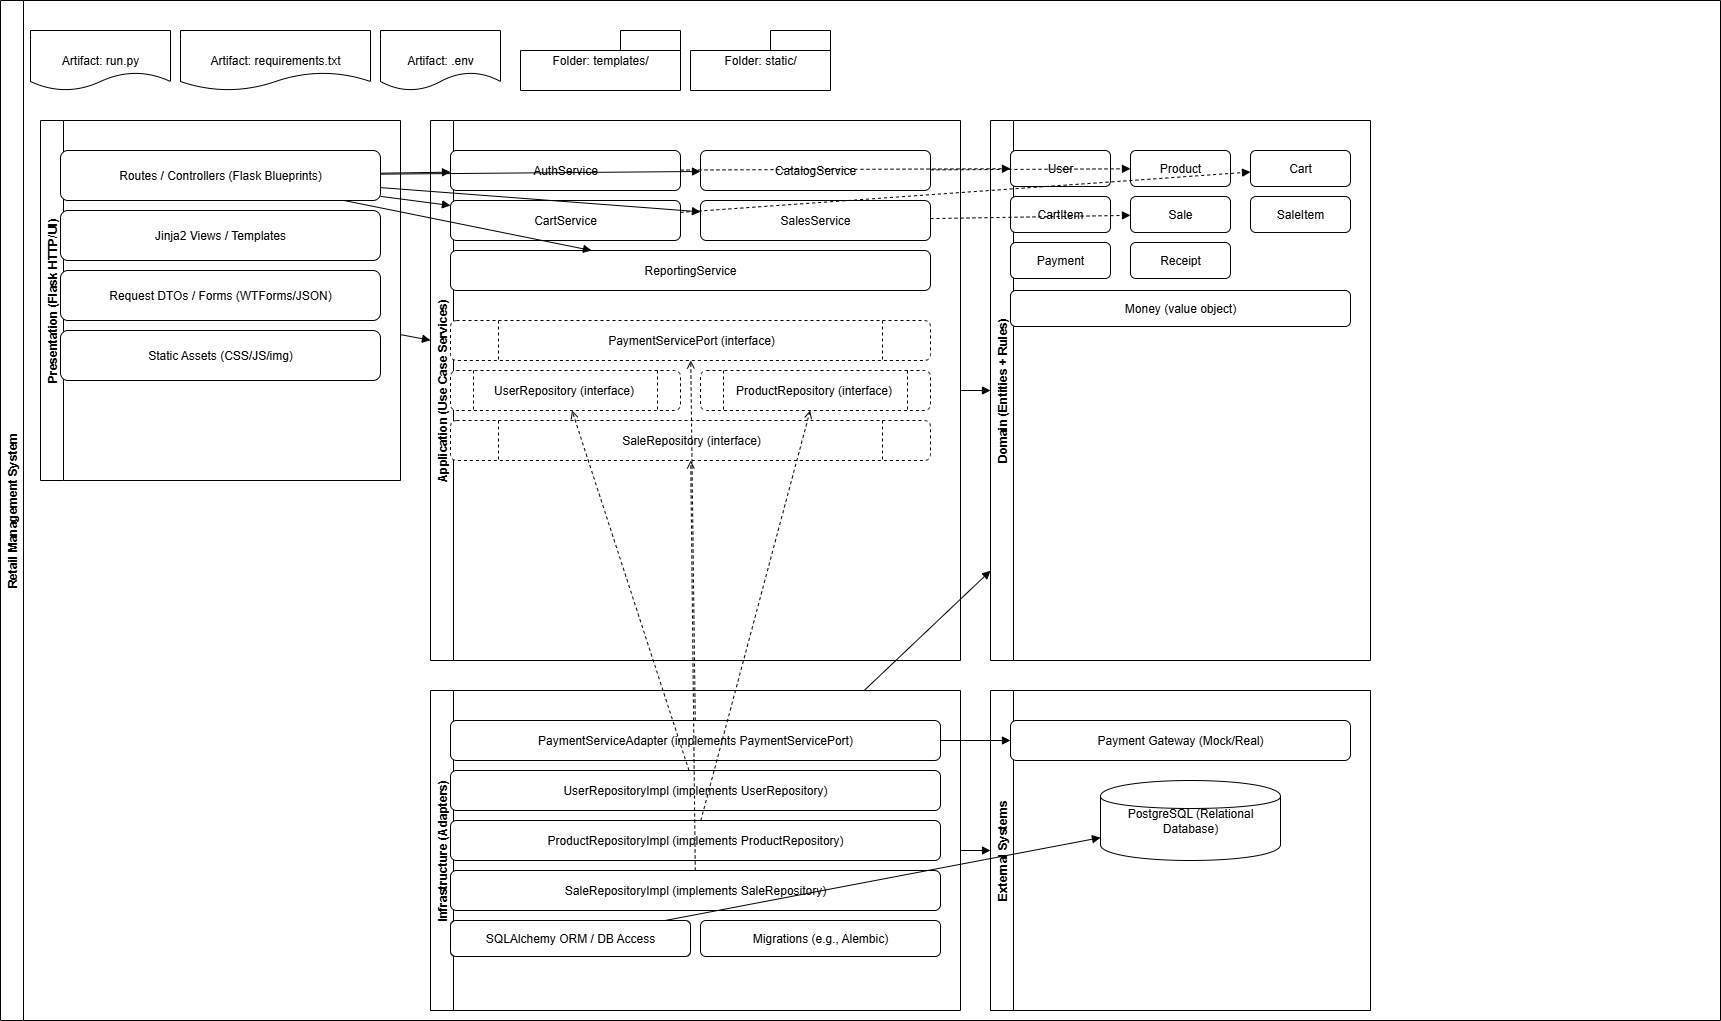 Retail Management System
Artifact: run.py
Artifact: requirements.txt
Artifact: .env
Folder: templates/
Folder: static/
Presentation (Flask HTTP/UI)
Routes / Controllers (Flask Blueprints)
Jinja2 Views / Templates
Request DTOs / Forms (WTForms/JSON)
Static Assets (CSS/JS/img)
Application (Use Case Services)
AuthService
CatalogService
CartService
SalesService
ReportingService
PaymentServicePort (interface)
UserRepository (interface)
ProductRepository (interface)
SaleRepository (interface)
Domain (Entities + Rules)
User
Product
Cart
CartItem
Sale
SaleItem
Payment
Receipt
Money (value object)
Infrastructure (Adapters)
PaymentServiceAdapter (implements PaymentServicePort)
UserRepositoryImpl (implements UserRepository)
ProductRepositoryImpl (implements ProductRepository)
SaleRepositoryImpl (implements SaleRepository)
SQLAlchemy ORM / DB Access
Migrations (e.g., Alembic)
External Systems
Payment Gateway (Mock/Real)
PostgreSQL (Relational
Database)